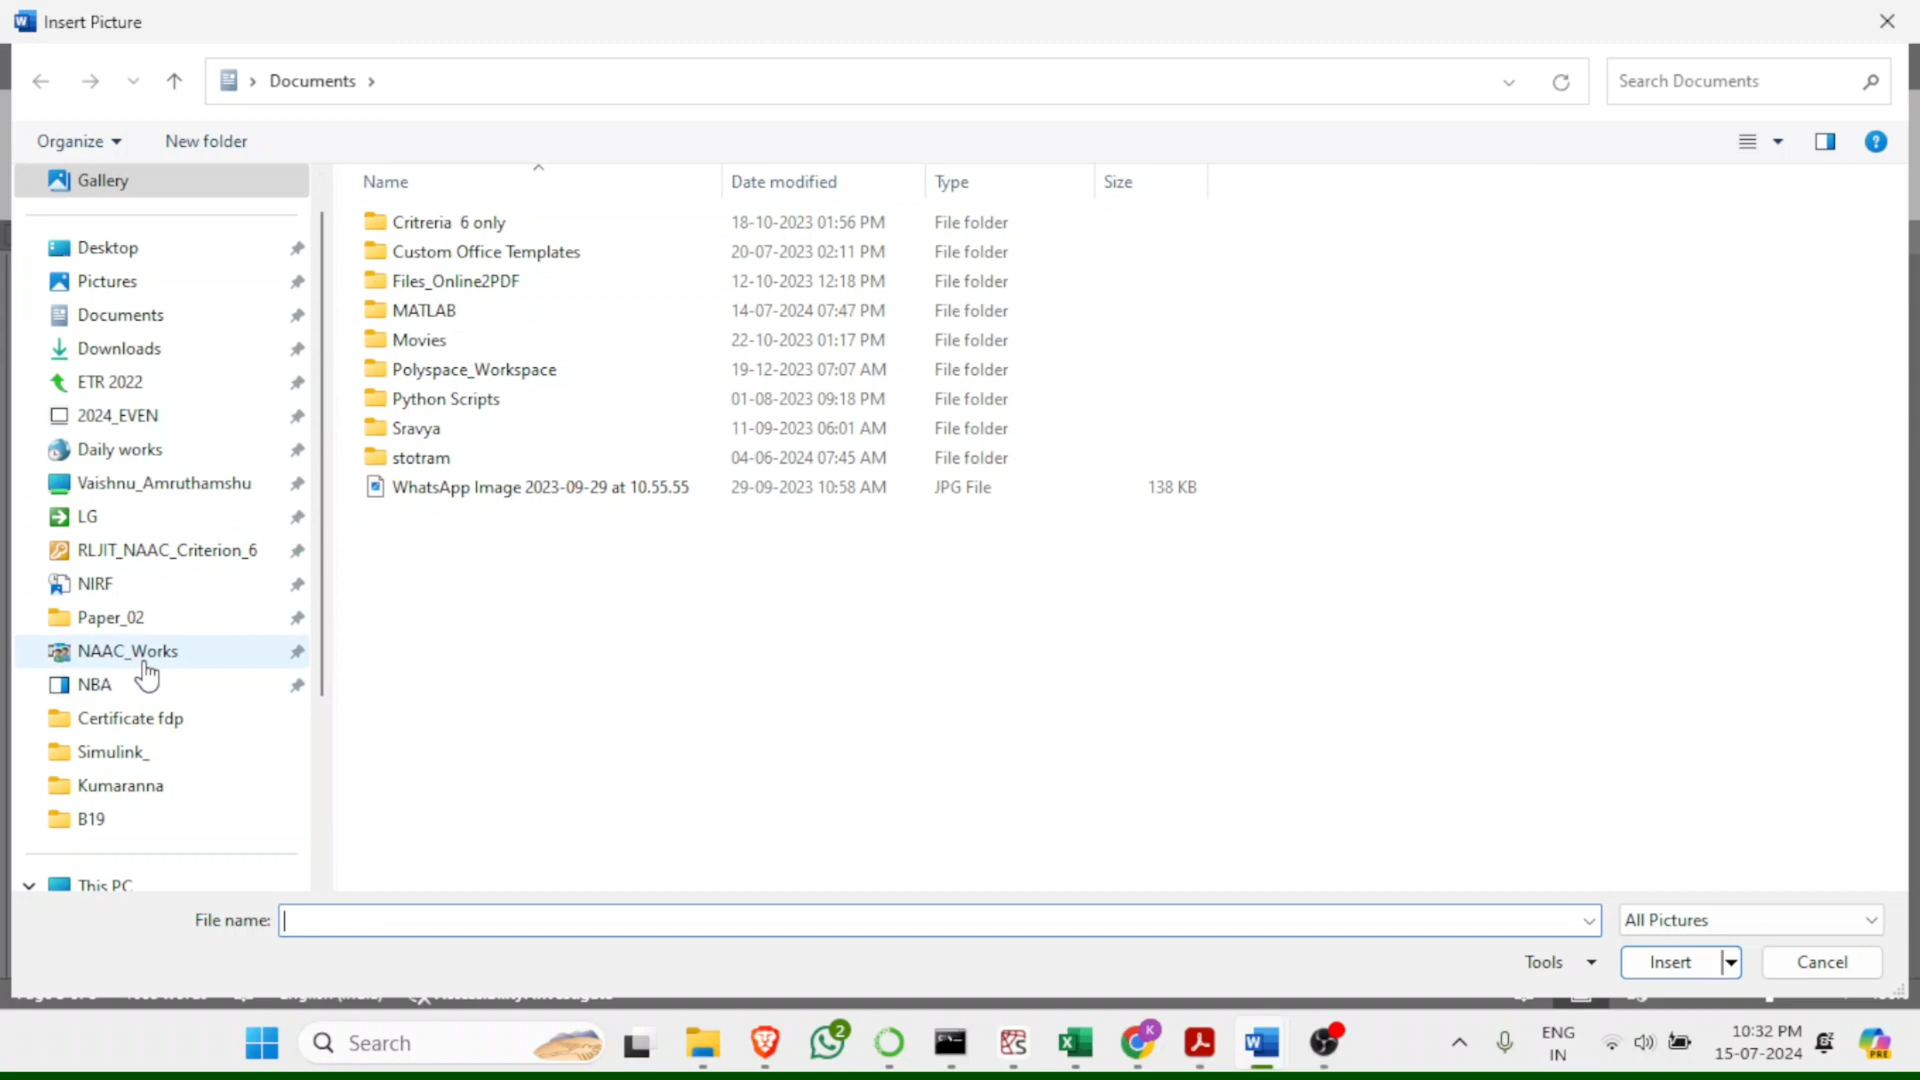 Insert Picture
Documents
Search Documents
Organize
New folder
Gallery
Desktop
Pictures
Documents
Downloads
ETR 2022
2024_EVEN
Daily works
Vaishnu_Amruthamshu
LG
RLJIT_NAAC_Criterion_6
NIRF
Paper_02
NAAC_Works
NBA
Certificate fdp
Simulink_
Kumaranna
B19
This PC
Name Date modified Type Size
Critreria 6 only 18-10-2023 01:56 PM File folder
Custom Office Templates 20-07-2023 02:11 PM File folder
Files_Online2PDF 12-10-2023 12:18 PM File folder
MATLAB 14-07-2024 07:47 PM File folder
Movies 22-10-2023 01:17 PM File folder
Polyspace_Workspace 19-12-2023 07:07 AM File folder
Python Scripts 01-08-2023 09:18 PM File folder
Sravya 11-09-2023 06:01 AM File folder
stotram 04-06-2024 07:45 AM File folder
WhatsApp Image 2023-09-29 at 10.55.55 29-09-2023 10:58 AM JPG File 138 KB
File name:
All Pictures
Tools
Insert
Cancel
Search
2
K
ENG
IN
10:32 PM
15-07-2024
PRE